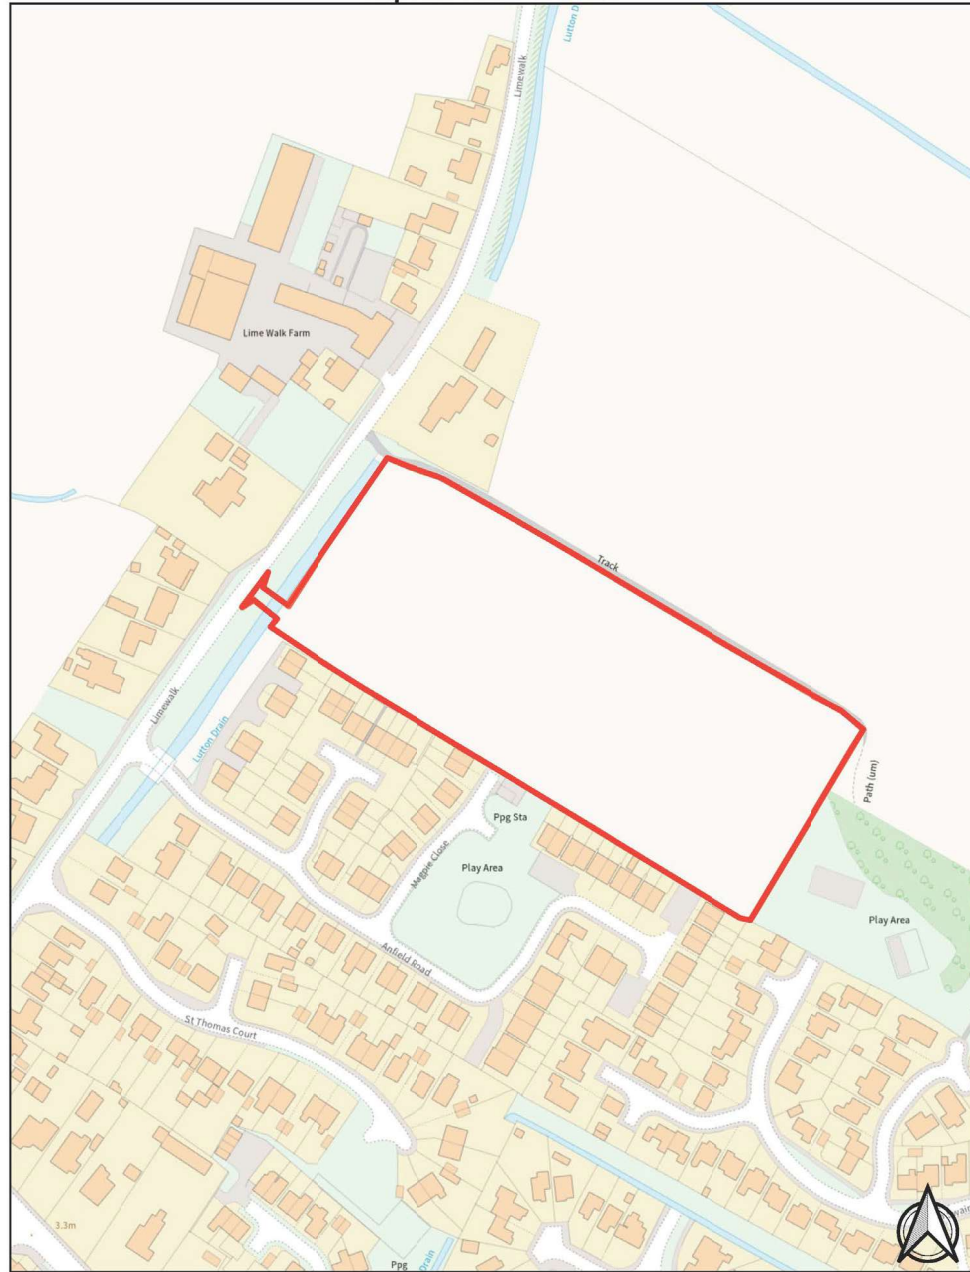 Lutton D
Limewalk
Lime Walk Farm
Track
Limewalk
Lutton Drain
Path (um)
Ppg Sta
Magpie Close
Play Area
Play Area
Anfield Road
St Thomas Court
3.3m
Ppg
Drain